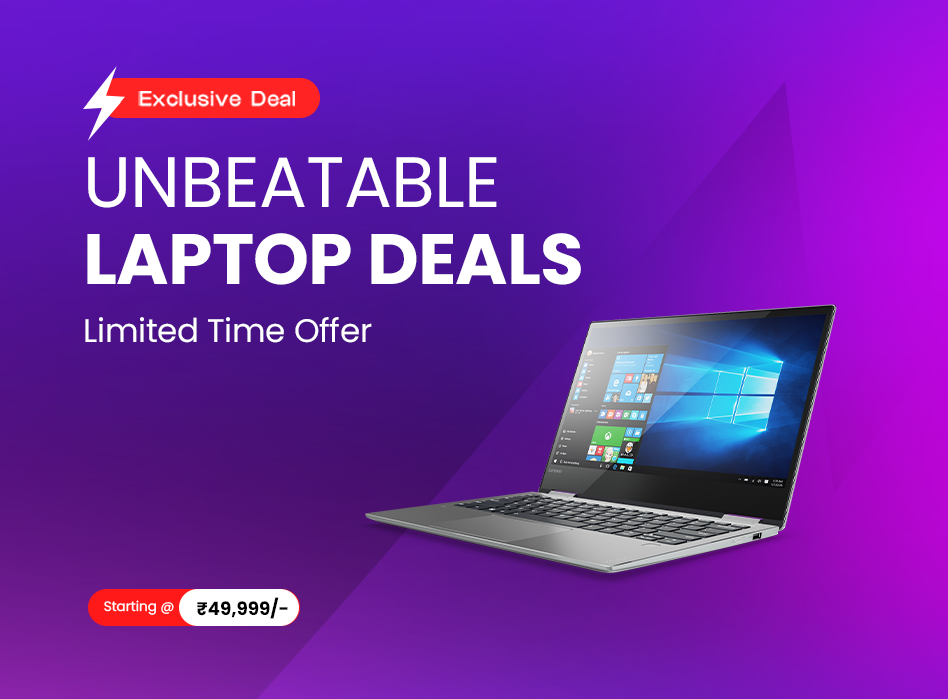 Exclusive Deal
UNBEATABLE
LAPTOP DEALS
Limited Time Offer
Starting @ ₹49,999/-